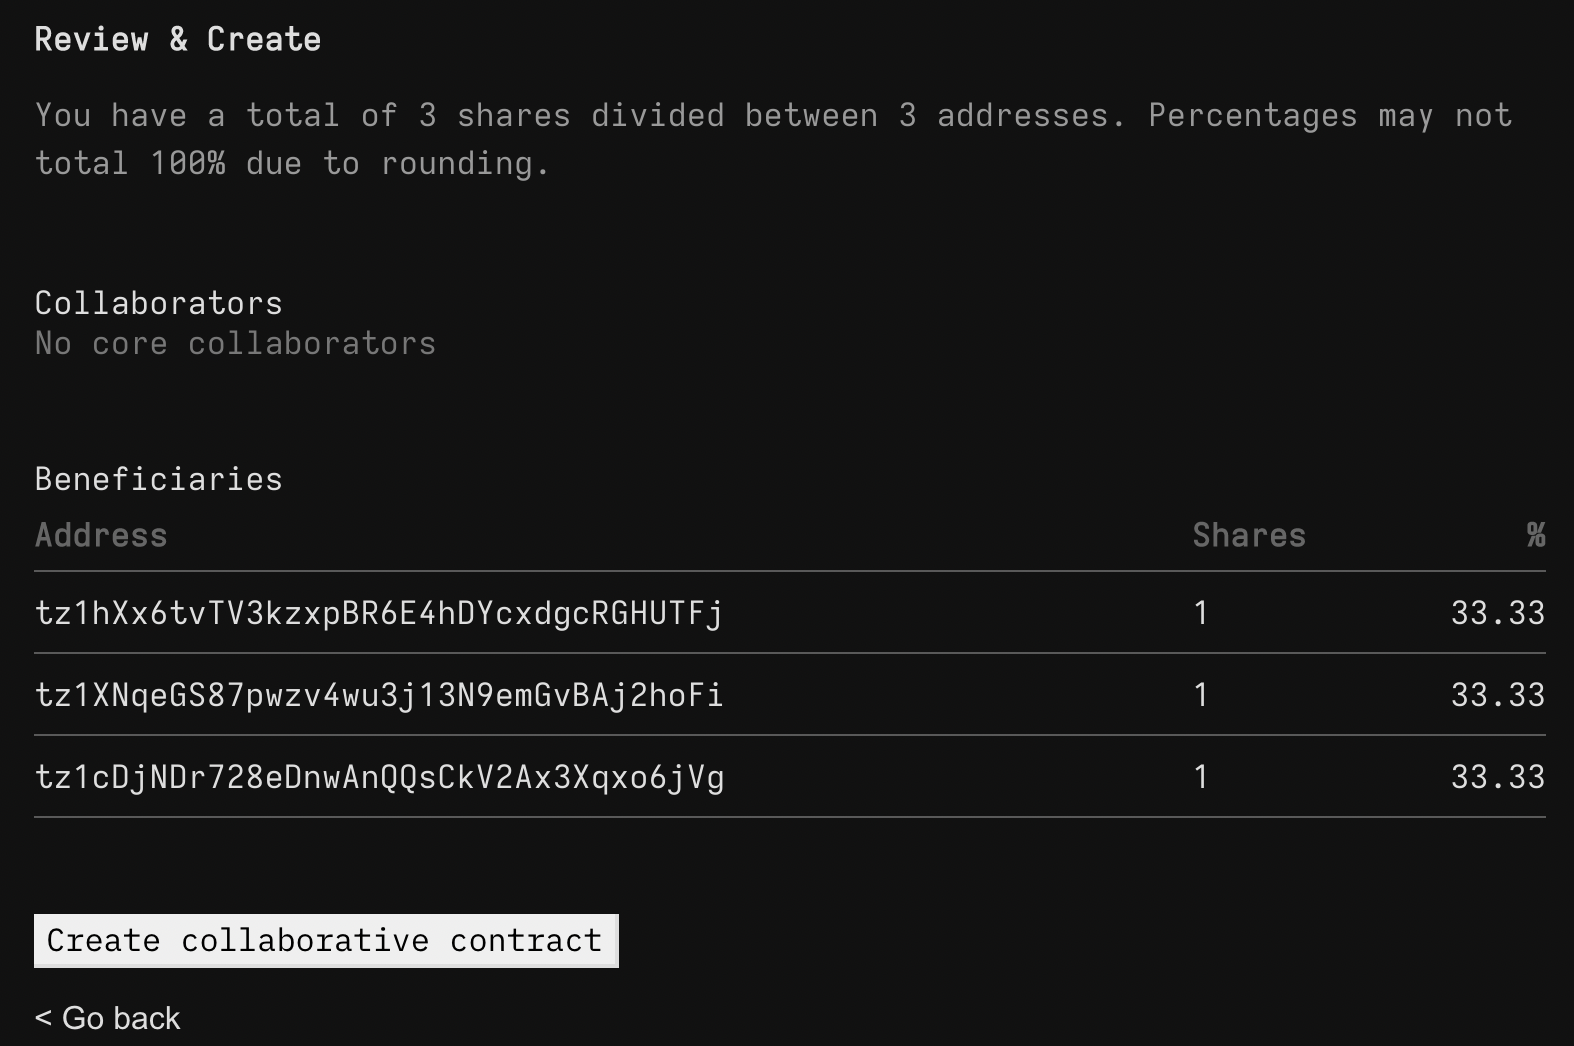 Review & Create
You have a total of 3 shares divided between 3 addresses. Percentages may not
total 100% due to rounding.
Collaborators
No core collaborators
Beneficiaries
Address Shares %
tz1hXx6tvTV3kzxpBR6E4hDYcxdgcRGHUTFj 1 33.33
tz1XNqeGS87pwzv4wu3j13N9emGvBAj2hoFi 1 33.33
tz1cDjNDr728eDnwAnQQsCkV2Ax3Xqxo6jVg 1 33.33
Create collaborative contract
< Go back